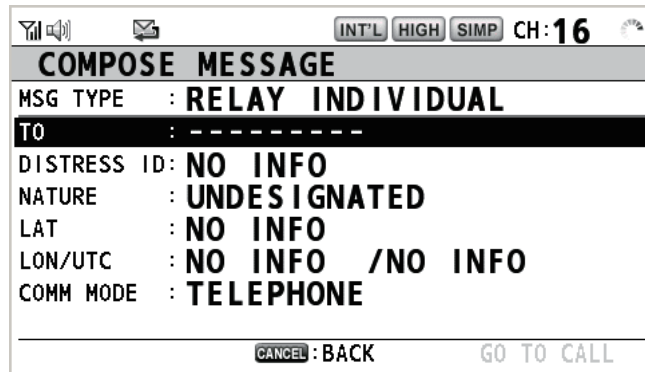 INT'L HIGH SIMP CH:16
COMPOSE MESSAGE
MSG TYPE : RELAY INDIVIDUAL
TO : ---------
DISTRESS ID: NO INFO
NATURE : UNDESIGNATED
LAT : NO INFO
LON/UTC : NO INFO /NO INFO
COMM MODE : TELEPHONE
CANCEL : BACK GO TO CALL